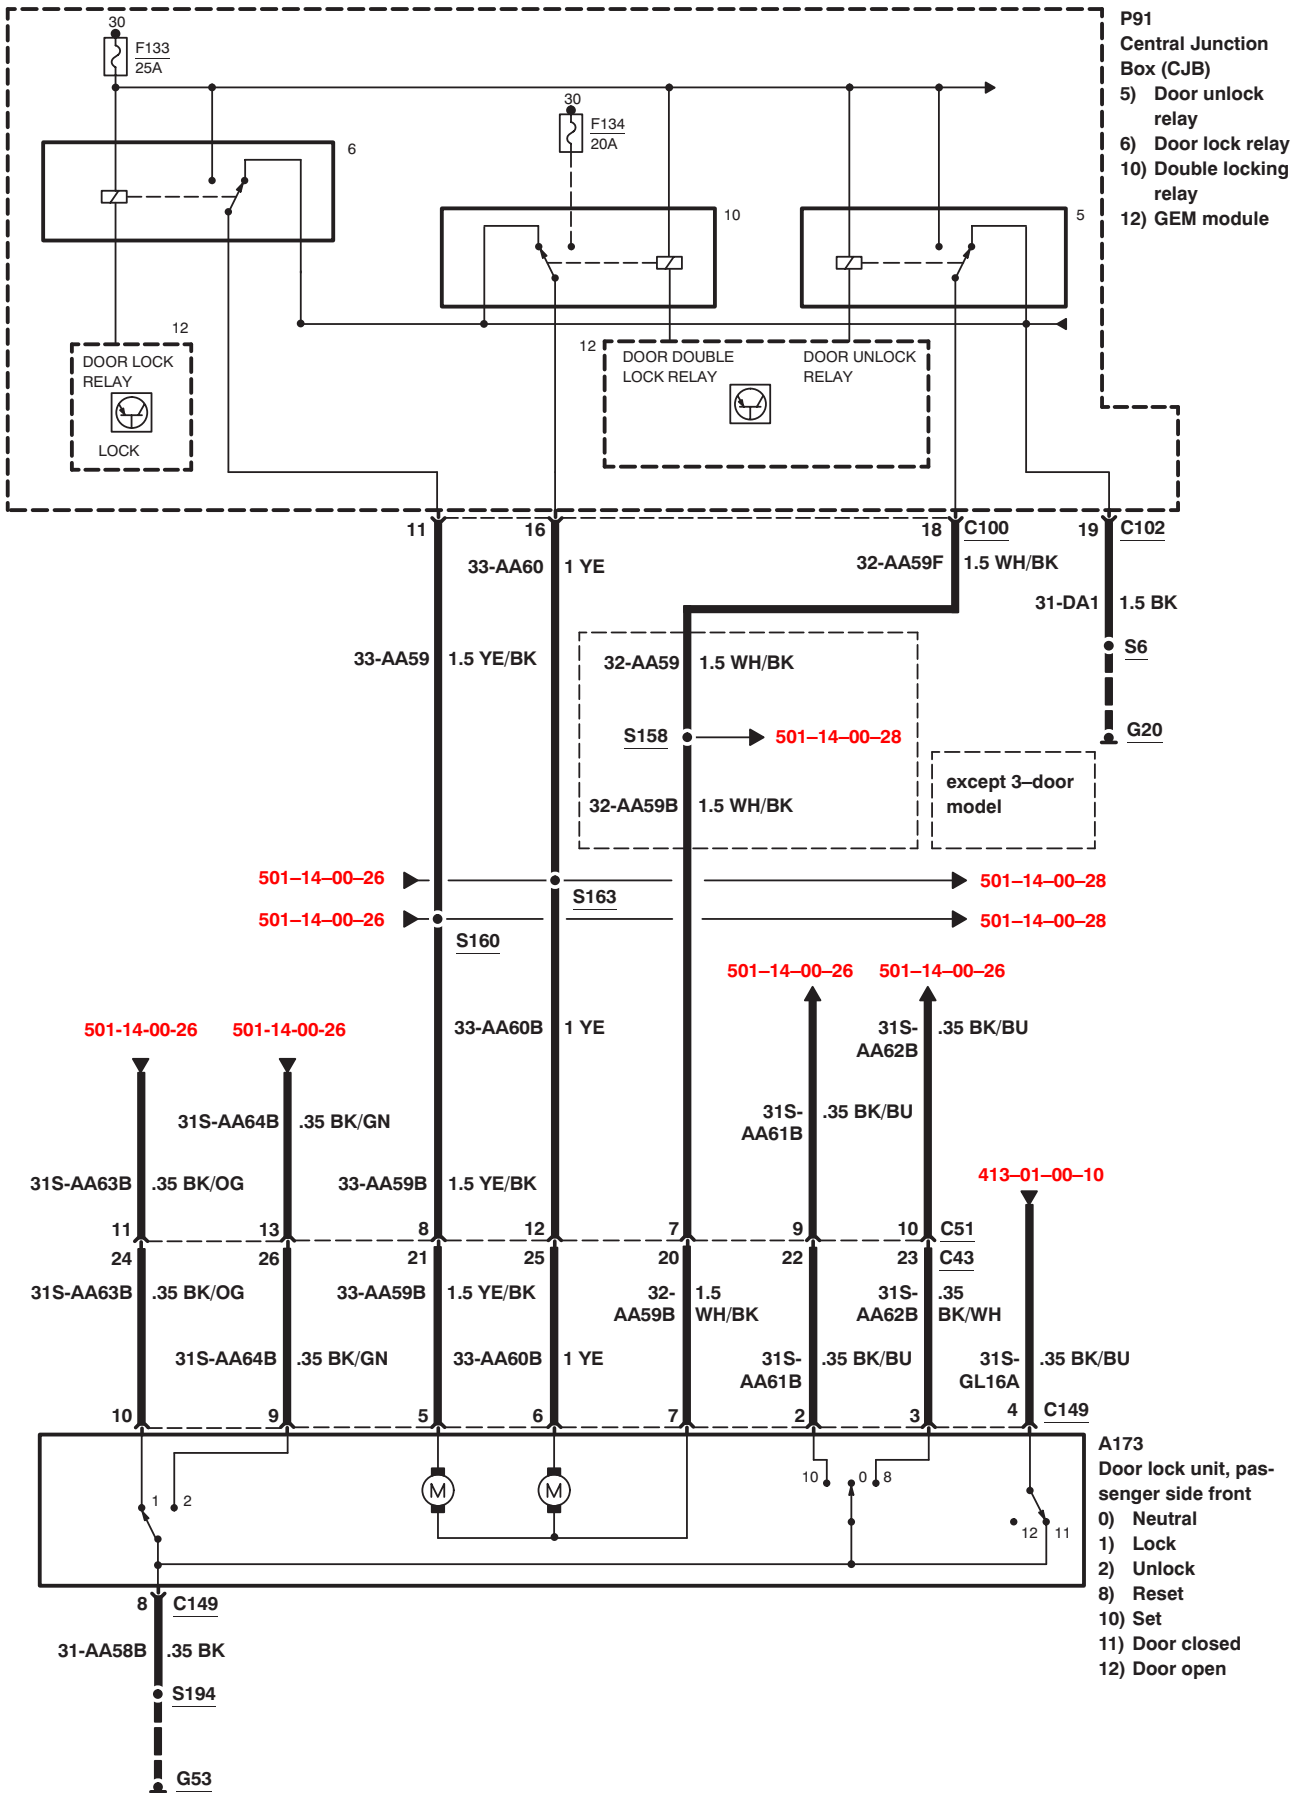 30
F133
25A
P91
Central Junction
Box (CJB)
5) Door unlock
relay
6) Door lock relay
10) Double locking
relay
12) GEM module
30
F134
20A
6
10
5
12
DOOR LOCK
RELAY
LOCK
12
DOOR DOUBLE
LOCK RELAY
DOOR UNLOCK
RELAY
11
16
18
C100
19
C102
33-AA60
1 YE
32-AA59F
1.5 WH/BK
31-DA1
1.5 BK
33-AA59
1.5 YE/BK
32-AA59
1.5 WH/BK
S6
S158
501–14–00–28
G20
except 3–door
model
32-AA59B
1.5 WH/BK
501–14–00–26
501–14–00–28
S163
501–14–00–26
501–14–00–28
S160
501–14–00–26
501–14–00–26
501-14-00-26
501-14-00-26
33-AA60B
1 YE
31S-
AA62B
.35 BK/BU
31S-AA64B
.35 BK/GN
31S-
AA61B
.35 BK/BU
31S-AA63B
.35 BK/OG
33-AA59B
1.5 YE/BK
413–01–00–10
11
13
8
12
7
9
10
C51
24
26
21
25
20
22
23
C43
31S-AA63B
.35 BK/OG
33-AA59B
1.5 YE/BK
32-
AA59B
1.5
WH/BK
31S-
AA62B
.35
BK/WH
31S-AA64B
.35 BK/GN
33-AA60B
1 YE
31S-
AA61B
.35 BK/BU
31S-
GL16A
.35 BK/BU
10
9
5
6
7
2
3
4
C149
A173
Door lock unit, pas-
senger side front
0) Neutral
1) Lock
2) Unlock
8) Reset
10) Set
11) Door closed
12) Door open
1
2
M
M
10
0
8
12
11
8
C149
31-AA58B
.35 BK
S194
G53